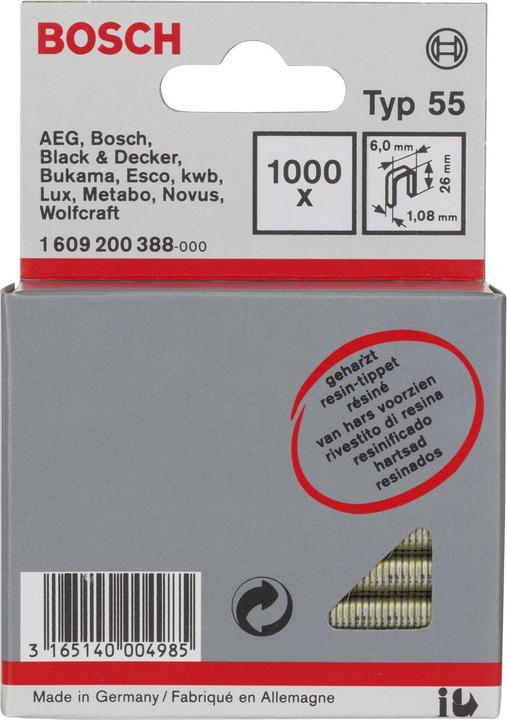 BOSCH
Typ 55
AEG, Bosch,
Black & Decker,
Bukama, Esco, kwb,
Lux, Metabo, Novus,
Wolfcraft
1 609 200 388-000
1000
x
6,0 mm
26 mm
1,08 mm
geharzt
resin-tippet
résiné
van hars voorzien
rivestito di resina
resinificado
hartsad
resinados
3 165140 004985
Made in Germany / Fabriqué en Allemagne